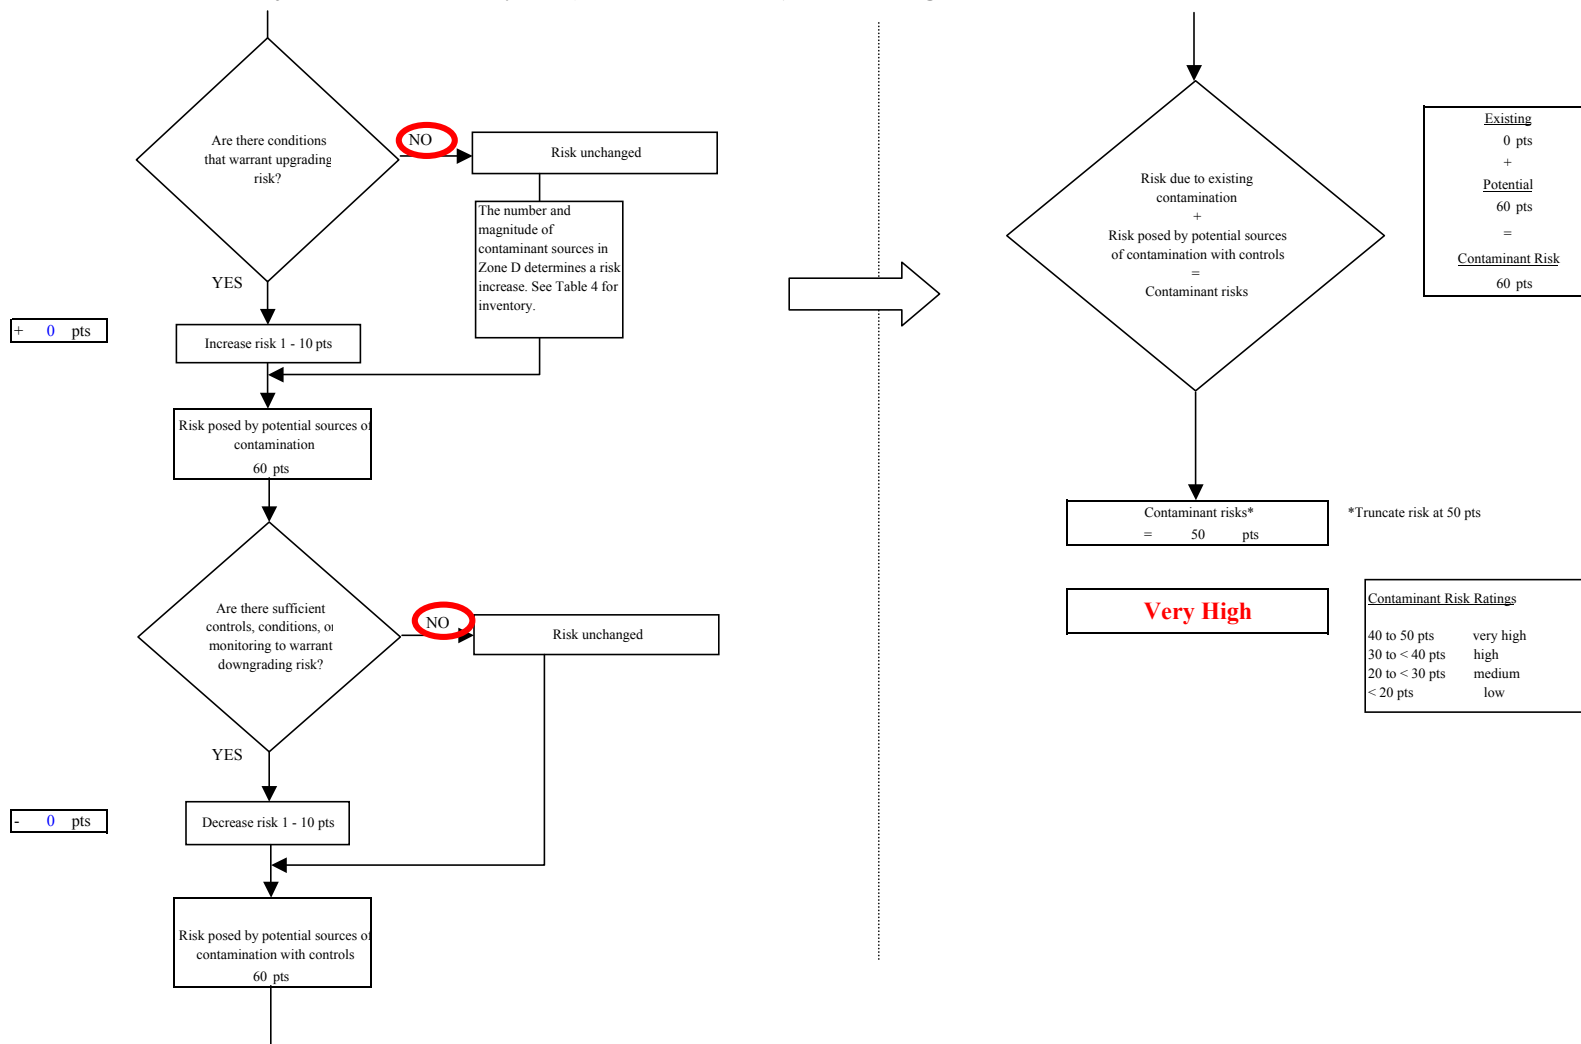 Are there conditions
that warrant upgrading
risk?
NO
Risk unchanged
The number and
magnitude of
contaminant sources in
Zone D determines a risk
increase. See Table 4 for
inventory.
YES
+ 0 pts
Increase risk 1 - 10 pts
Risk posed by potential sources of
contamination
60 pts
Are there sufficient
controls, conditions, or
monitoring to warrant
downgrading risk?
NO
Risk unchanged
YES
- 0 pts
Decrease risk 1 - 10 pts
Risk posed by potential sources of
contamination with controls
60 pts
Risk due to existing
contamination
+
Risk posed by potential sources
of contamination with controls
=
Contaminant risks
Existing
0 pts
+
Potential
60 pts
=
Contaminant Risk
60 pts
Contaminant risks*
= 50 pts
*Truncate risk at 50 pts
Very High
Contaminant Risk Ratings
40 to 50 pts very high
30 to < 40 pts high
20 to < 30 pts medium
< 20 pts low